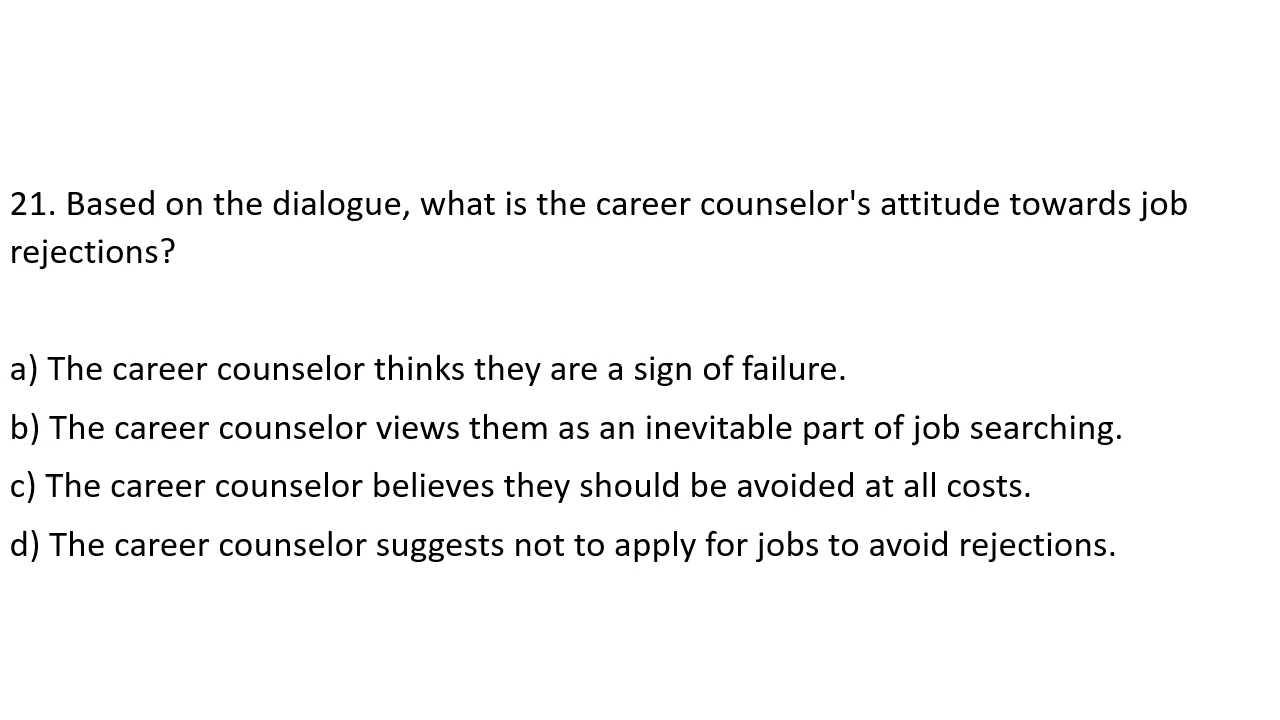 21. Based on the dialogue, what is the career counselor's attitude towards job
rejections?
a) The career counselor thinks they are a sign of failure.
b) The career counselor views them as an inevitable part of job searching.
c) The career counselor believes they should be avoided at all costs.
d) The career counselor suggests not to apply for jobs to avoid rejections.